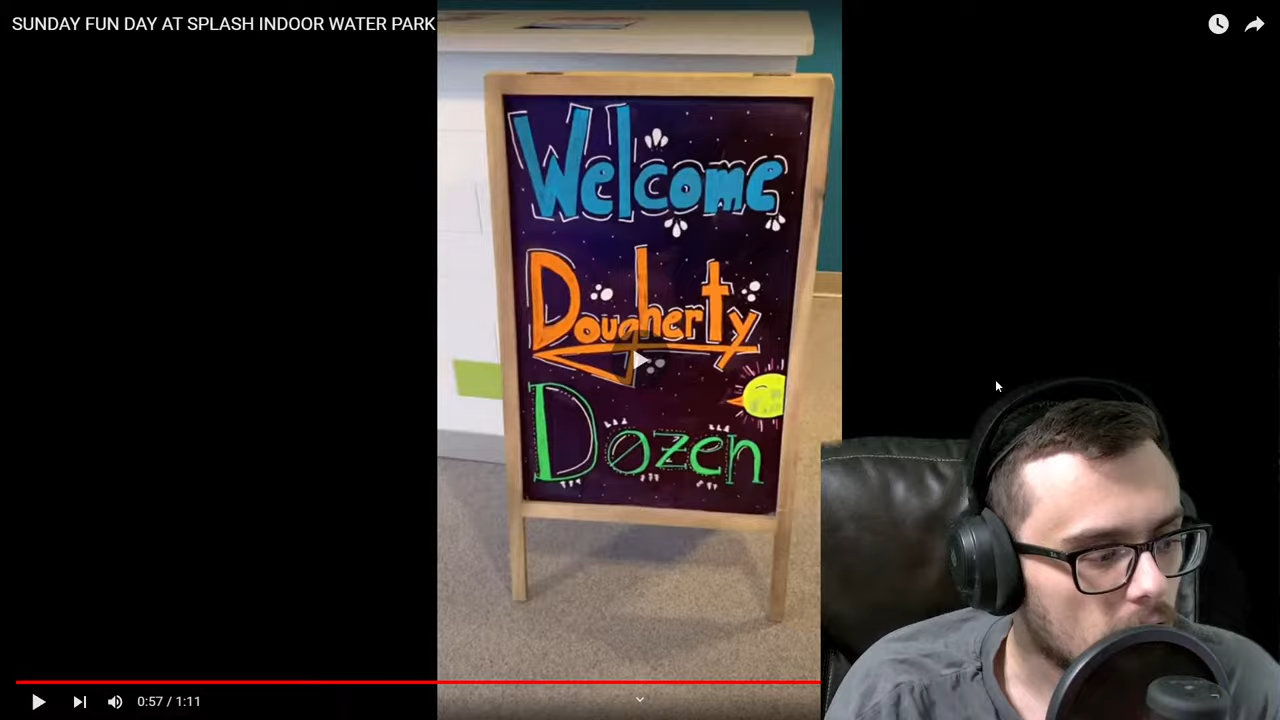 SUNDAY FUN DAY AT SPLASH INDOOR WATER PARK
Welcome
Dougherty
Dozen
0:57 / 1:11